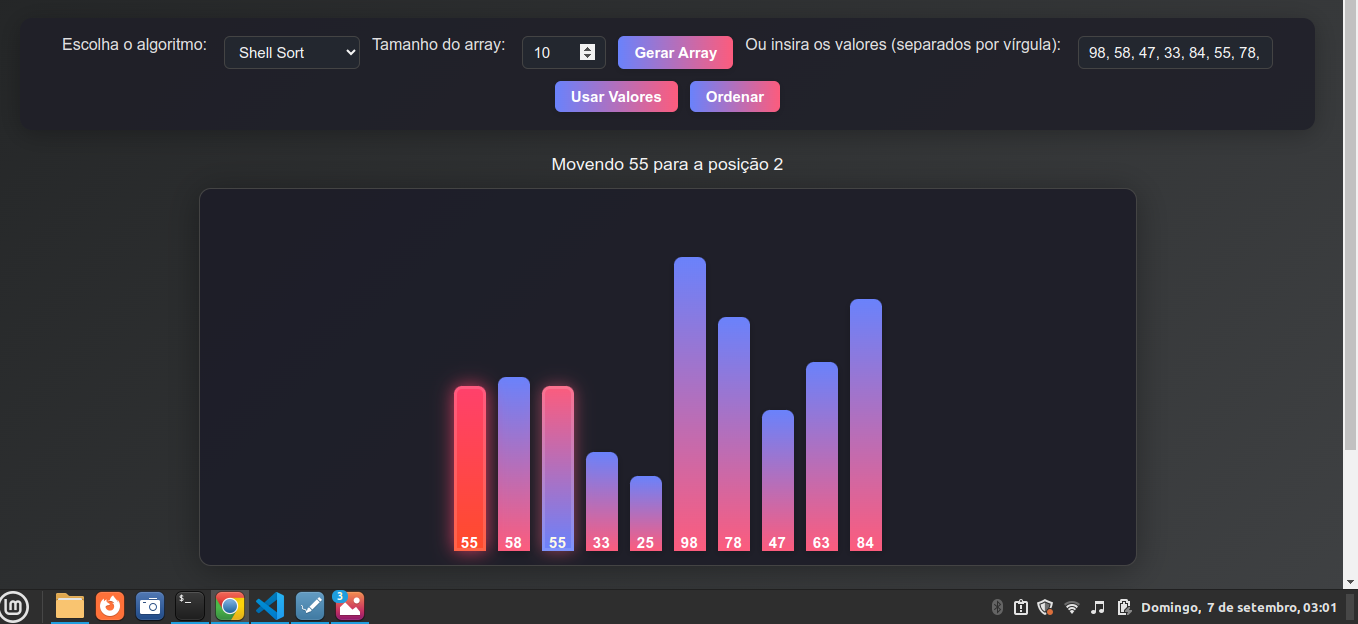 Escolha o algoritmo: Shell Sort Tamanho do array: 10 Gerar Array Ou insira os valores (separados por vírgula): 98, 58, 47, 33, 84, 55, 78,
Usar Valores Ordenar
Movendo 55 para a posição 2
55 58 55 33 25 98 78 47 63 84
$_ 3 Domingo, 7 de setembro, 03:01